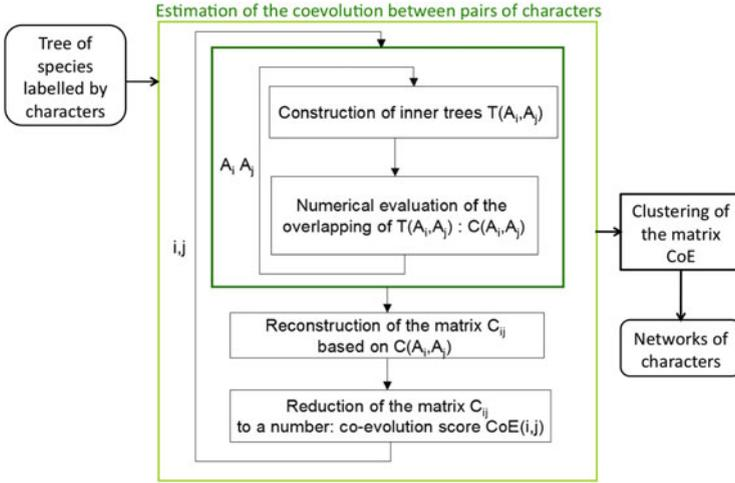 Estimation of the coevolution between pairs of characters
Tree of
species
labelled by
characters
Construction of inner trees T(Ai,Aj)
Ai Aj
Numerical evaluation of the
overlapping of T(Ai,Aj) : C(Ai,Aj)
i,j
Reconstruction of the matrix Cij
based on C(Ai,Aj)
Reduction of the matrix Cij
to a number: co-evolution score CoE(i,j)
Clustering of
the matrix
CoE
Networks of
characters